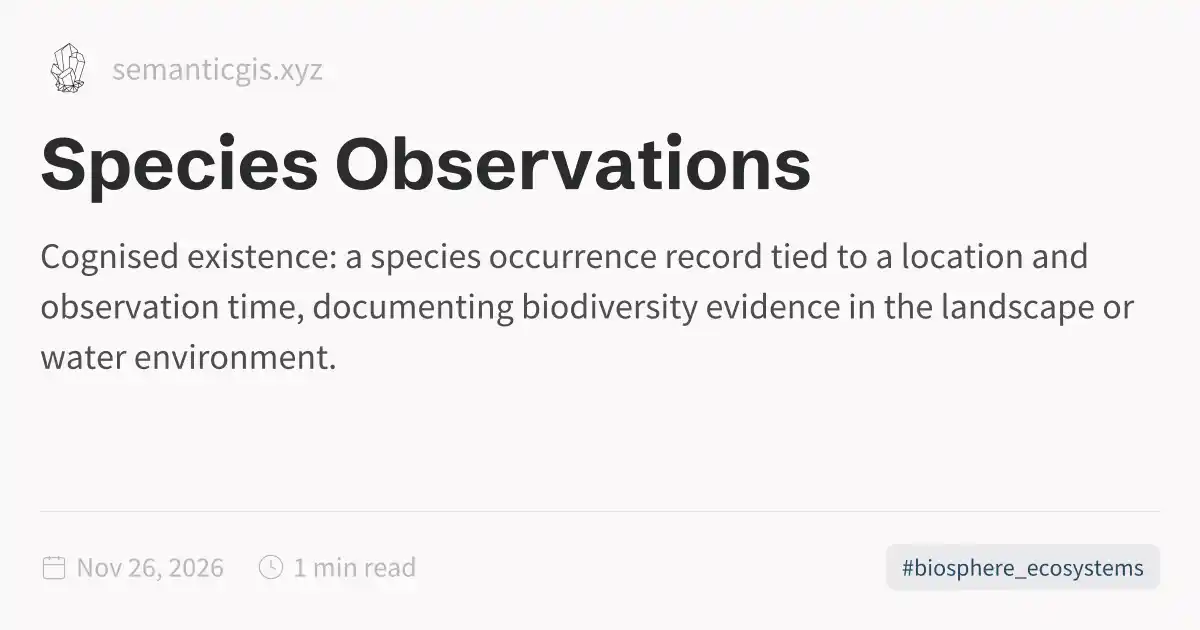 semanticgis.xyz
Species Observations
Cognised existence: a species occurrence record tied to a location and
observation time, documenting biodiversity evidence in the landscape or
water environment.
Nov 26, 2026
1 min read
#biosphere_ecosystems